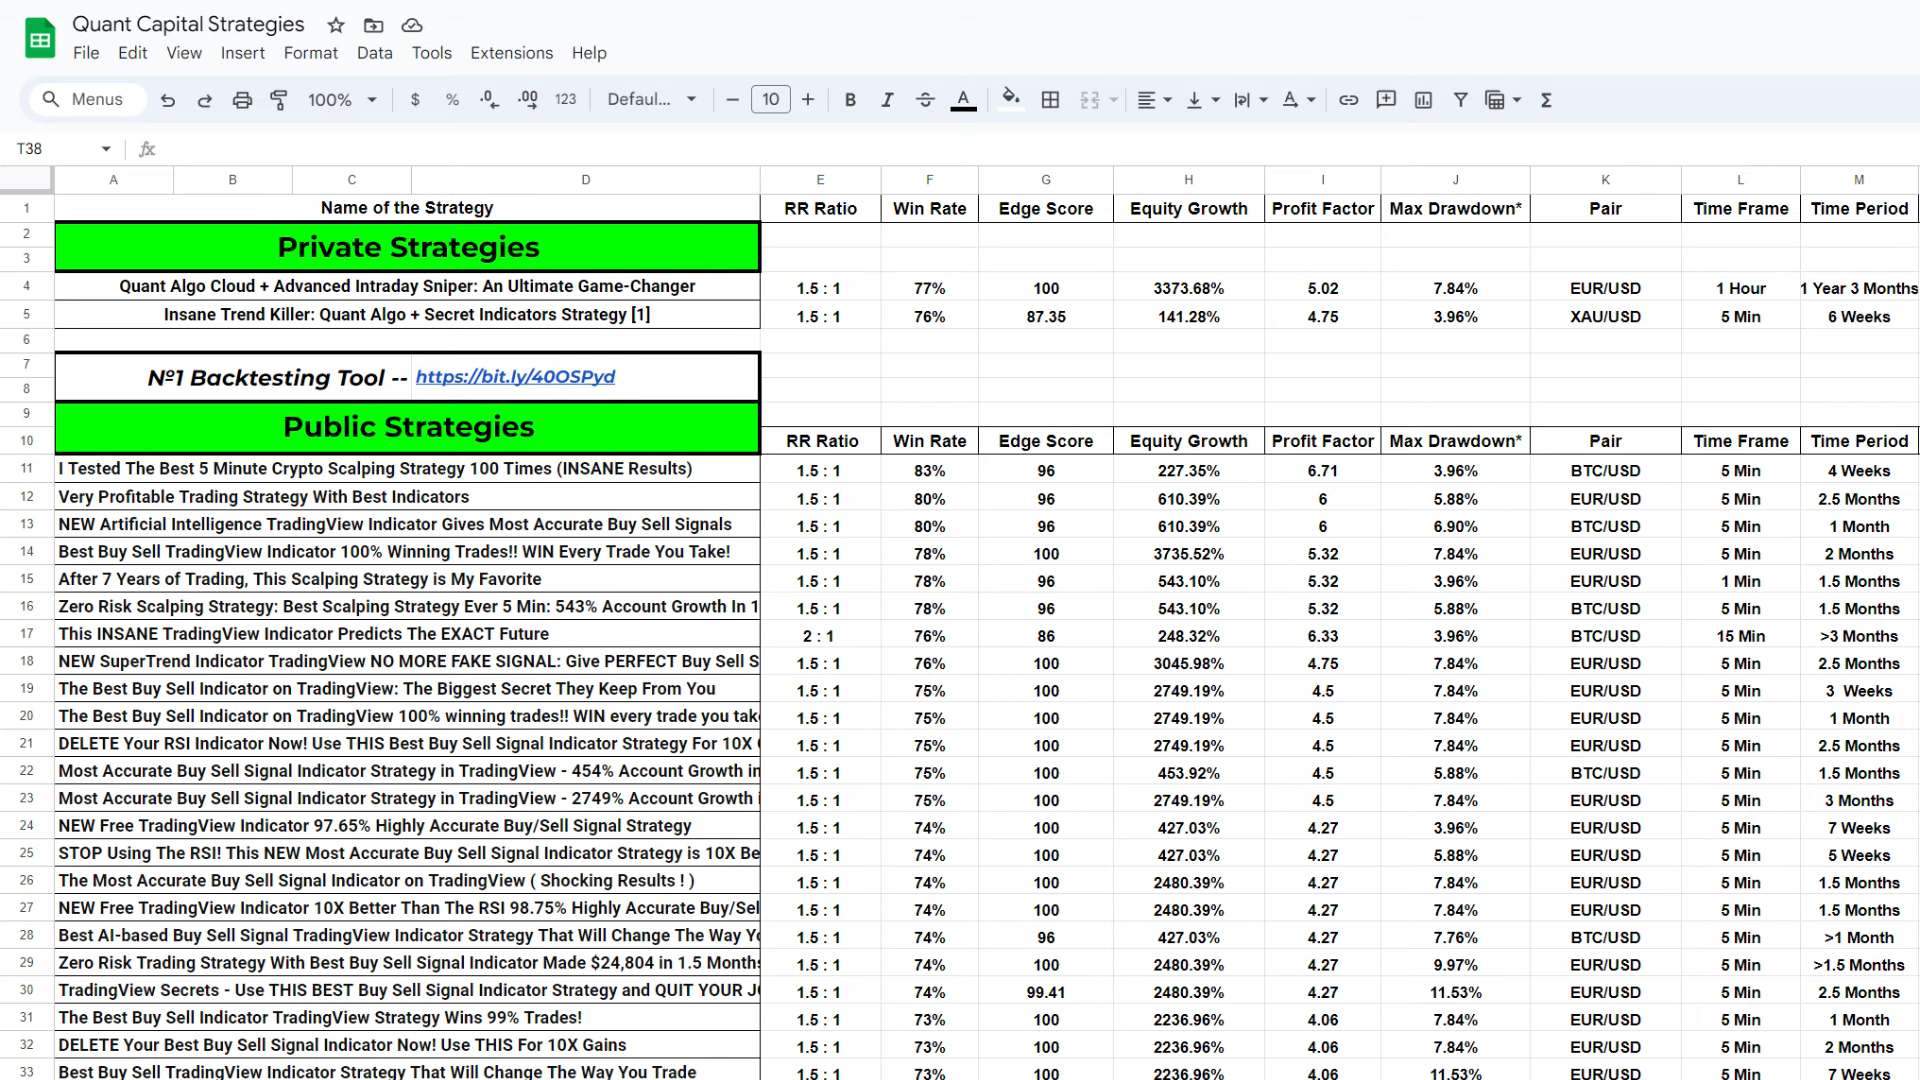 Quant Capital Strategies
File Edit View Insert Format Data Tools Extensions Help
Menus 100% $ % .0 .00 123 Defaul... — 10 + B I A Σ
T38 fx
A B C D E F G H I J K L M
1 Name of the Strategy RR Ratio Win Rate Edge Score Equity Growth Profit Factor Max Drawdown* Pair Time Frame Time Period
2 Private Strategies
3
4 Quant Algo Cloud + Advanced Intraday Sniper: An Ultimate Game-Changer 1.5 : 1 77% 100 3373.68% 5.02 7.84% EUR/USD 1 Hour 1 Year 3 Months
5 Insane Trend Killer: Quant Algo + Secret Indicators Strategy [1] 1.5 : 1 76% 87.35 141.28% 4.75 3.96% XAU/USD 5 Min 6 Weeks
6
7 №1 Backtesting Tool -- https://bit.ly/40OSPyd
8
9 Public Strategies
10 RR Ratio Win Rate Edge Score Equity Growth Profit Factor Max Drawdown* Pair Time Frame Time Period
11 I Tested The Best 5 Minute Crypto Scalping Strategy 100 Times (INSANE Results) 1.5 : 1 83% 96 227.35% 6.71 3.96% BTC/USD 5 Min 4 Weeks
12 Very Profitable Trading Strategy With Best Indicators 1.5 : 1 80% 96 610.39% 6 5.88% EUR/USD 5 Min 2.5 Months
13 NEW Artificial Intelligence TradingView Indicator Gives Most Accurate Buy Sell Signals 1.5 : 1 80% 96 610.39% 6 6.90% BTC/USD 5 Min 1 Month
14 Best Buy Sell TradingView Indicator 100% Winning Trades!! WIN Every Trade You Take! 1.5 : 1 78% 100 3735.52% 5.32 7.84% EUR/USD 5 Min 2 Months
15 After 7 Years of Trading, This Scalping Strategy is My Favorite 1.5 : 1 78% 96 543.10% 5.32 3.96% EUR/USD 1 Min 1.5 Months
16 Zero Risk Scalping Strategy: Best Scalping Strategy Ever 5 Min: 543% Account Growth In 1 1.5 : 1 78% 96 543.10% 5.32 5.88% BTC/USD 5 Min 1.5 Months
17 This INSANE TradingView Indicator Predicts The EXACT Future 2 : 1 76% 86 248.32% 6.33 3.96% BTC/USD 15 Min >3 Months
18 NEW SuperTrend Indicator TradingView NO MORE FAKE SIGNAL: Give PERFECT Buy Sell S 1.5 : 1 76% 100 3045.98% 4.75 7.84% EUR/USD 5 Min 2.5 Months
19 The Best Buy Sell Indicator on TradingView: The Biggest Secret They Keep From You 1.5 : 1 75% 100 2749.19% 4.5 7.84% EUR/USD 5 Min 3 Weeks
20 The Best Buy Sell Indicator on TradingView 100% winning trades!! WIN every trade you take 1.5 : 1 75% 100 2749.19% 4.5 7.84% EUR/USD 5 Min 1 Month
21 DELETE Your RSI Indicator Now! Use THIS Best Buy Sell Signal Indicator Strategy For 10X 1.5 : 1 75% 100 2749.19% 4.5 7.84% EUR/USD 5 Min 2.5 Months
22 Most Accurate Buy Sell Signal Indicator Strategy in TradingView - 454% Account Growth in 1.5 : 1 75% 100 453.92% 4.5 5.88% BTC/USD 5 Min 1.5 Months
23 Most Accurate Buy Sell Signal Indicator Strategy in TradingView - 2749% Account Growth i 1.5 : 1 75% 100 2749.19% 4.5 7.84% EUR/USD 5 Min 3 Months
24 NEW Free TradingView Indicator 97.65% Highly Accurate Buy/Sell Signal Strategy 1.5 : 1 74% 100 427.03% 4.27 3.96% EUR/USD 5 Min 7 Weeks
25 STOP Using The RSI! This NEW Most Accurate Buy Sell Signal Indicator Strategy is 10X Be 1.5 : 1 74% 100 427.03% 4.27 5.88% EUR/USD 5 Min 5 Weeks
26 The Most Accurate Buy Sell Signal Indicator on TradingView ( Shocking Results ! ) 1.5 : 1 74% 100 2480.39% 4.27 7.84% EUR/USD 5 Min 1.5 Months
27 NEW Free TradingView Indicator 10X Better Than The RSI 98.75% Highly Accurate Buy/Sel 1.5 : 1 74% 100 2480.39% 4.27 7.84% EUR/USD 5 Min 1.5 Months
28 Best AI-based Buy Sell Signal TradingView Indicator Strategy That Will Change The Way Yo 1.5 : 1 74% 96 427.03% 4.27 7.76% BTC/USD 5 Min >1 Month
29 Zero Risk Trading Strategy With Best Buy Sell Signal Indicator Made $24,804 in 1.5 Months 1.5 : 1 74% 100 2480.39% 4.27 9.97% EUR/USD 5 Min >1.5 Months
30 TradingView Secrets - Use THIS BEST Buy Sell Signal Indicator Strategy and QUIT YOUR JO 1.5 : 1 74% 99.41 2480.39% 4.27 11.53% EUR/USD 5 Min 2.5 Months
31 The Best Buy Sell Indicator TradingView Strategy Wins 99% Trades! 1.5 : 1 73% 100 2236.96% 4.06 7.84% EUR/USD 5 Min 1 Month
32 DELETE Your Best Buy Sell Signal Indicator Now! Use THIS For 10X Gains 1.5 : 1 73% 100 2236.96% 4.06 7.84% EUR/USD 5 Min 2 Months
33 Best Buy Sell TradingView Indicator Strategy That Will Change The Way You Trade 1.5 : 1 73% 100 2236.96% 4.06 11.53% EUR/USD 5 Min 7 Weeks